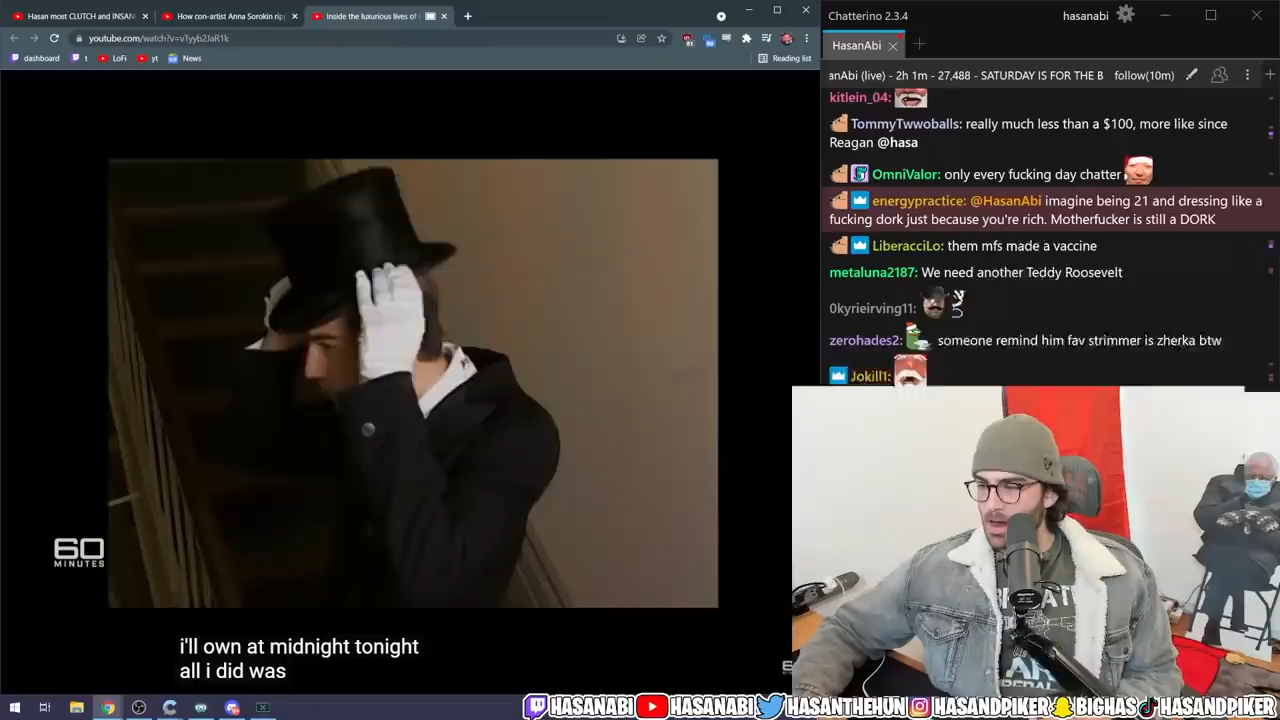 Hasan most CLUTCH and INSANI
How con-artist Anna Sorokin rip
Inside the luxurious lives of
youtube.com/watch?v=vTyyb2JaR1k
dashboard
t
LoFi
yt
News
Reading list
60
MINUTES
i'll own at midnight tonight
all i did was
Chatterino 2.3.4
hasanabi
HasanAbi
anAbi (live) - 2h 1m - 27,488 - SATURDAY IS FOR THE B
follow(10m)
kitlein_04:
TommyTwwoballs: really much less than a $100, more like since
Reagan @hasa
OmniValor: only every fucking day chatter
energypractice: @HasanAbi imagine being 21 and dressing like a
fucking dork just because you're rich. Motherfucker is still a DORK
LiberacciLo: them mfs made a vaccine
metaluna2187: We need another Teddy Roosevelt
0kyrieirving11:
zerohades2: someone remind him fav strimmer is zherka btw
Jokill1:
HASANABI
HASANABI
HASANTHEHUN
HASANDPIKER
BIGHAS
HASANDPIKER